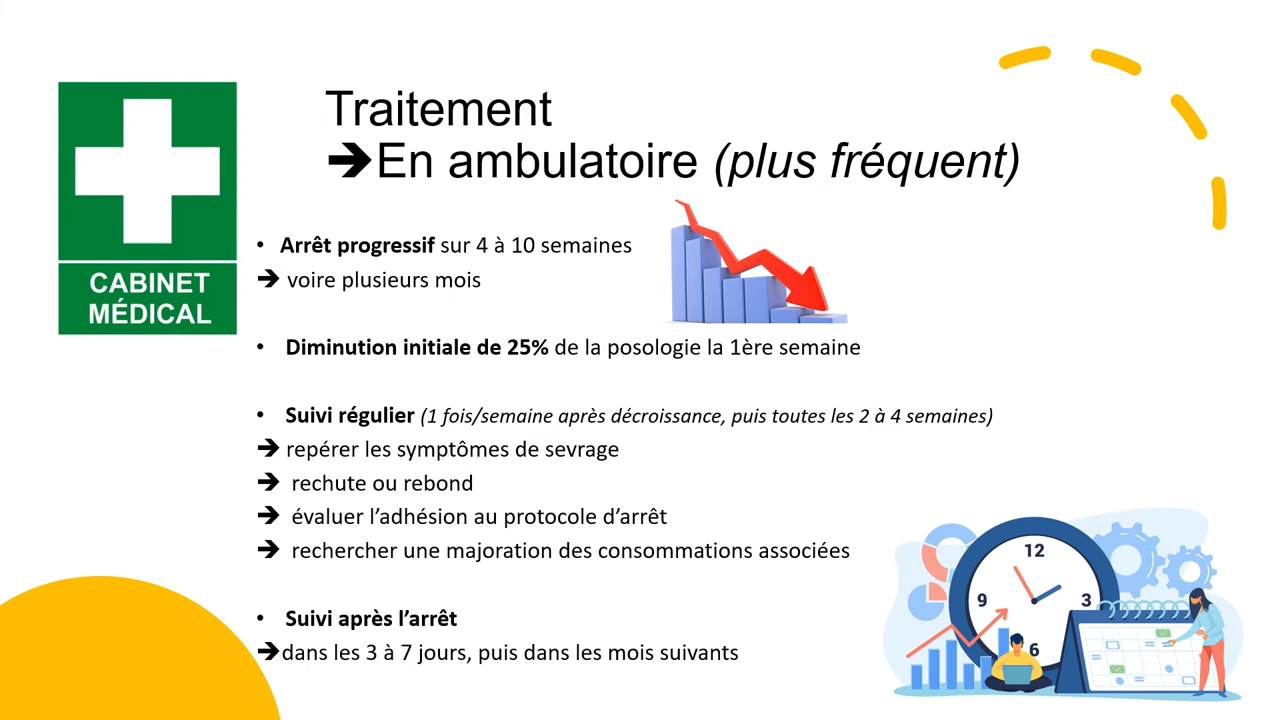 CABINET
MÉDICAL
Traitement
➔En ambulatoire (plus fréquent)
• Arrêt progressif sur 4 à 10 semaines
➔ voire plusieurs mois
• Diminution initiale de 25% de la posologie la 1ère semaine
• Suivi régulier (1 fois/semaine après décroissance, puis toutes les 2 à 4 semaines)
➔ repérer les symptômes de sevrage
➔ rechute ou rebond
➔ évaluer l’adhésion au protocole d’arrêt
➔ rechercher une majoration des consommations associées
• Suivi après l’arrêt
➔dans les 3 à 7 jours, puis dans les mois suivants
12
9
3
6